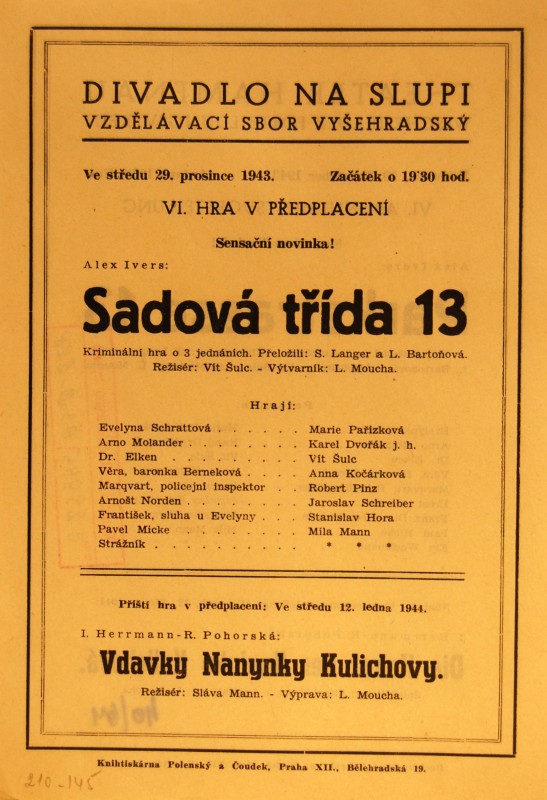 DIVADLO NA SLUPI
VZDĚLÁVACÍ SBOR VYŠEHRADSKÝ
Ve středu 29. prosince 1943. Začátek o 19˙30 hod.
VI. HRA V PŘEDPLACENÍ
Sensační novinka!
Alex Ivers:
Sadová třída 13
Kriminální hra o 3 jednáních. Přeložili: S. Langer a L. Bartoňová.
Režisér: Vít Šulc. - Výtvarník: L. Moucha.
Hrají:
Evelyna Schrattová . . . . . . Marie Pařízková
Arno Molander . . . . . . . . Karel Dvořák j. h.
Dr. Elken . . . . . . . . . . Vít Šulc
Věra, baronka Berneková . . . . Anna Kočárková
Marqvart, policejní inspektor . . Robert Pinz
Arnošt Norden . . . . . . . . Jaroslav Schreiber
František, sluha u Evelyny . . . Stanislav Hora
Pavel Micke . . . . . . . . . Míla Mann
Strážník . . . . . . . . . . * * *
Příští hra v předplacení: Ve středu 12. ledna 1944.
I. Herrmann-R. Pohorská:
Vdavky Nanynky Kulichovy.
Režisér: Sláva Mann. - Výprava: L. Moucha.
Knihtiskárna Polenský a Čoudek, Praha XII., Bělehradská 19.
210-145